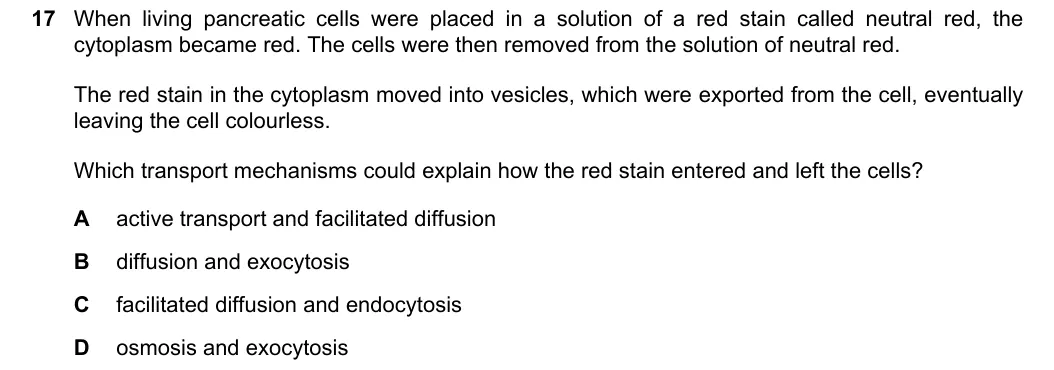 17 When living pancreatic cells were placed in a solution of a red stain called neutral red, the
cytoplasm became red. The cells were then removed from the solution of neutral red.
The red stain in the cytoplasm moved into vesicles, which were exported from the cell, eventually
leaving the cell colourless.
Which transport mechanisms could explain how the red stain entered and left the cells?
A active transport and facilitated diffusion
B diffusion and exocytosis
C facilitated diffusion and endocytosis
D osmosis and exocytosis